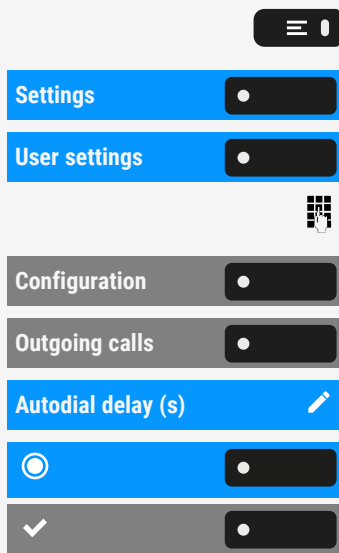 Settings
User settings
Configuration
Outgoing calls
Autodial delay (s)